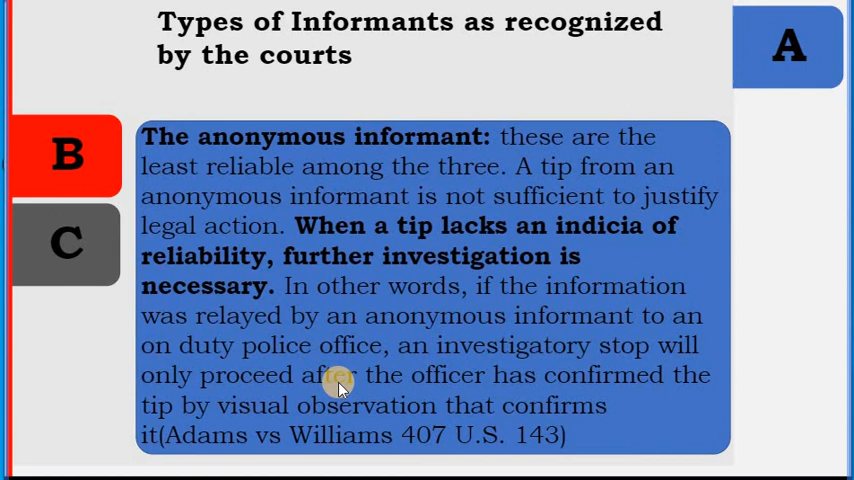 Types of Informants as recognized
by the courts
A
B
C
The anonymous informant: these are the
least reliable among the three. A tip from an
anonymous informant is not sufficient to justify
legal action. When a tip lacks an indicia of
reliability, further investigation is
necessary. In other words, if the information
was relayed by an anonymous informant to an
on duty police office, an investigatory stop will
only proceed after the officer has confirmed the
tip by visual observation that confirms
it(Adams vs Williams 407 U.S. 143)